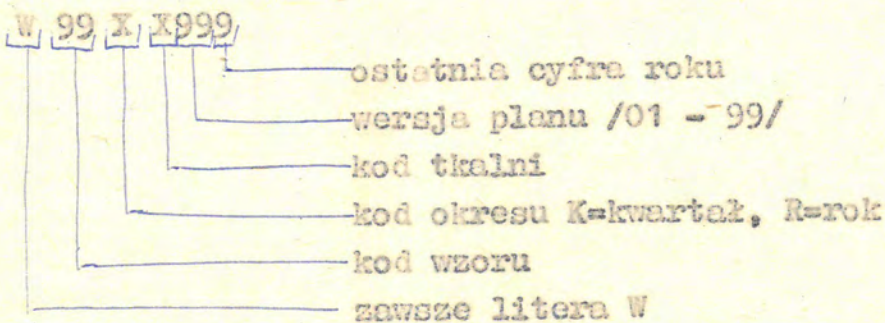 W 99 X X999
ostatnia cyfra roku
wersja planu /01 - 99/
kod tkalni
kod okresu K=kwartał, R=rok
kod wzoru
zawsze litera W